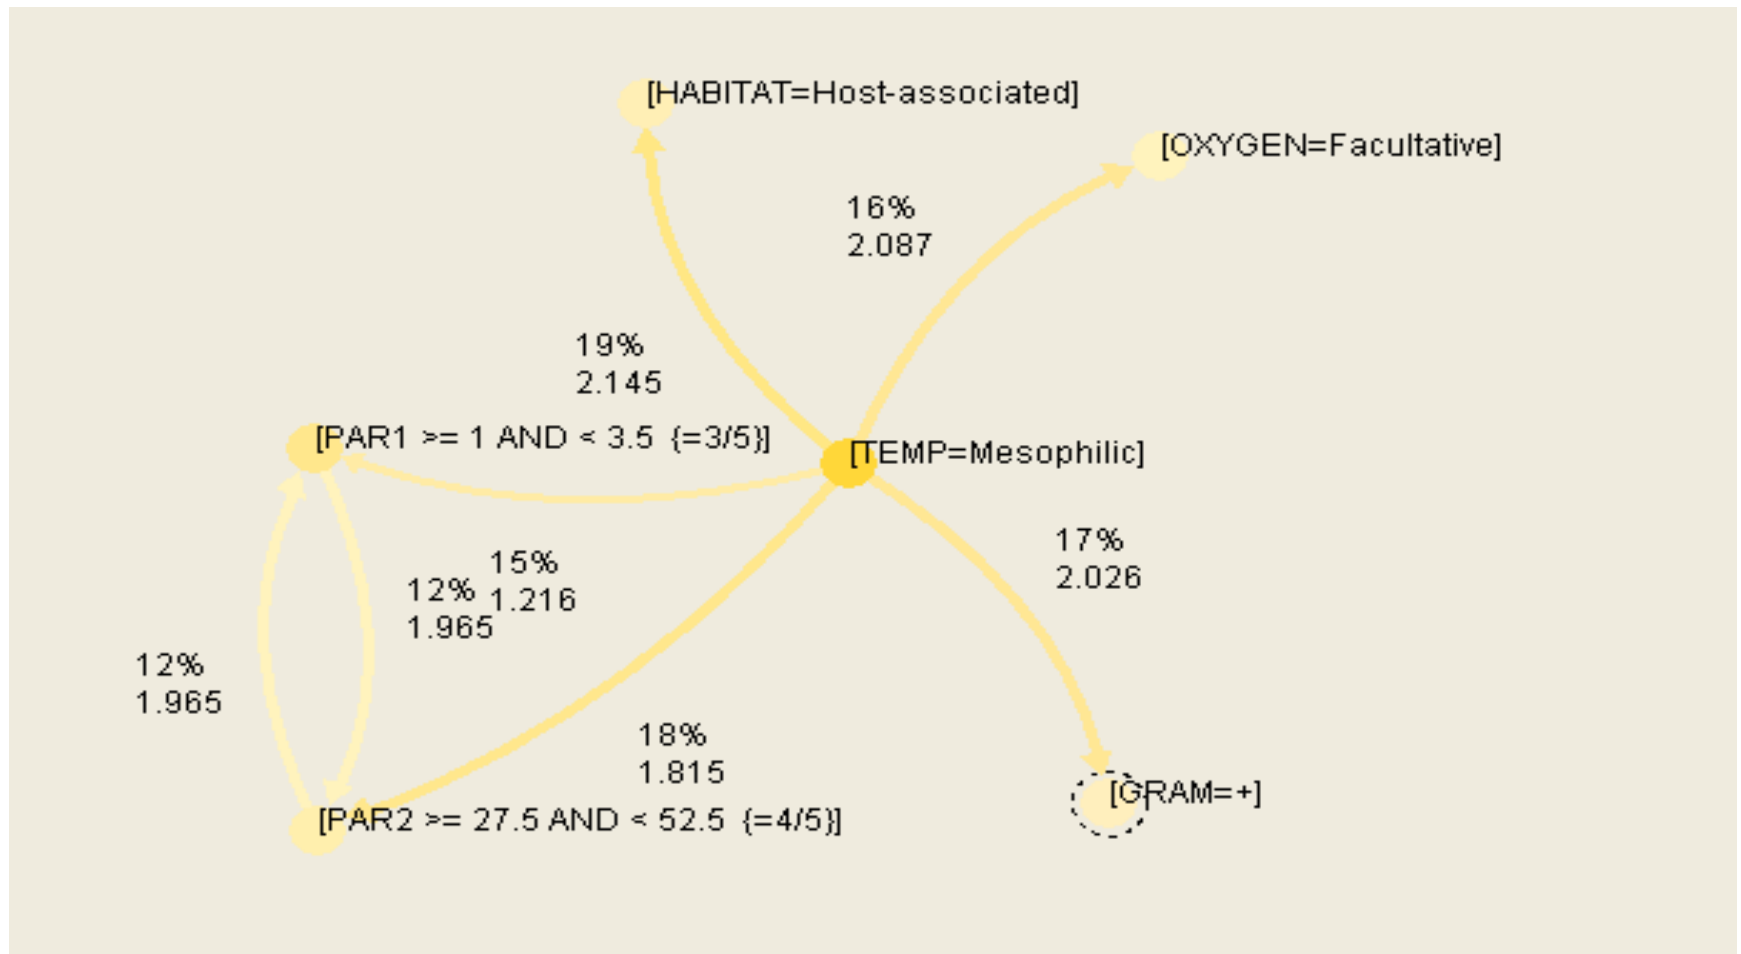 [HABITAT=Host-associated]
[OXYGEN=Facultative]
16%
2.087
19%
2.145
[PAR1 >= 1 AND < 3.5 {=3/5}]
[TEMP=Mesophilic]
17%
2.026
15%
1.216
12%
1.965
12%
1.965
18%
1.815
[GRAM=+]
[PAR2 >= 27.5 AND < 52.5 {=4/5}]